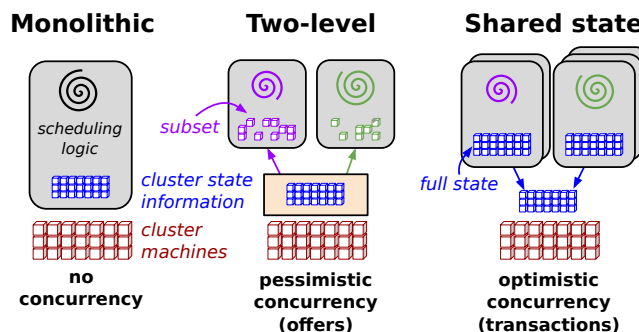 Monolithic
Two-level
Shared state
scheduling
logic
subset
full state
cluster state
information
cluster
machines
no
concurrency
pessimistic
concurrency
(offers)
optimistic
concurrency
(transactions)